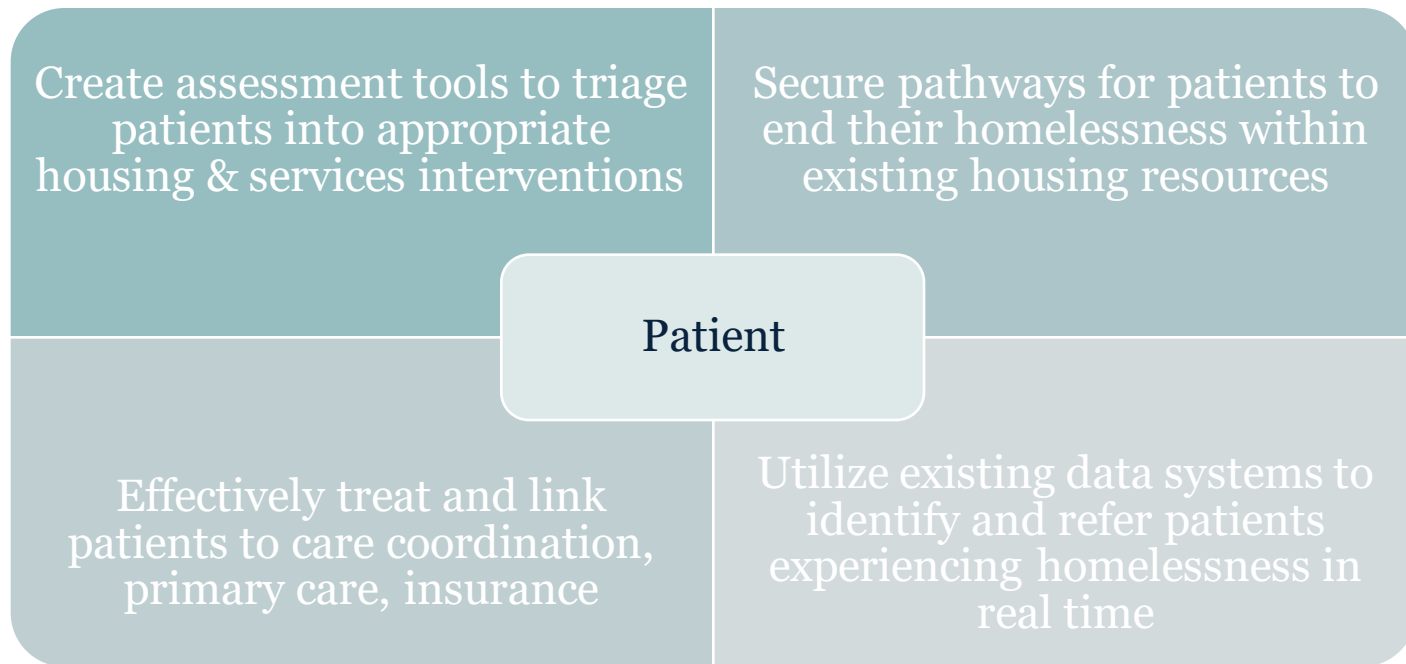 Create assessment tools to triage
patients into appropriate
housing & services interventions
Secure pathways for patients to
end their homelessness within
existing housing resources
Patient
Effectively treat and link
patients to care coordination,
primary care, insurance
Utilize existing data systems to
identify and refer patients
experiencing homelessness in
real time